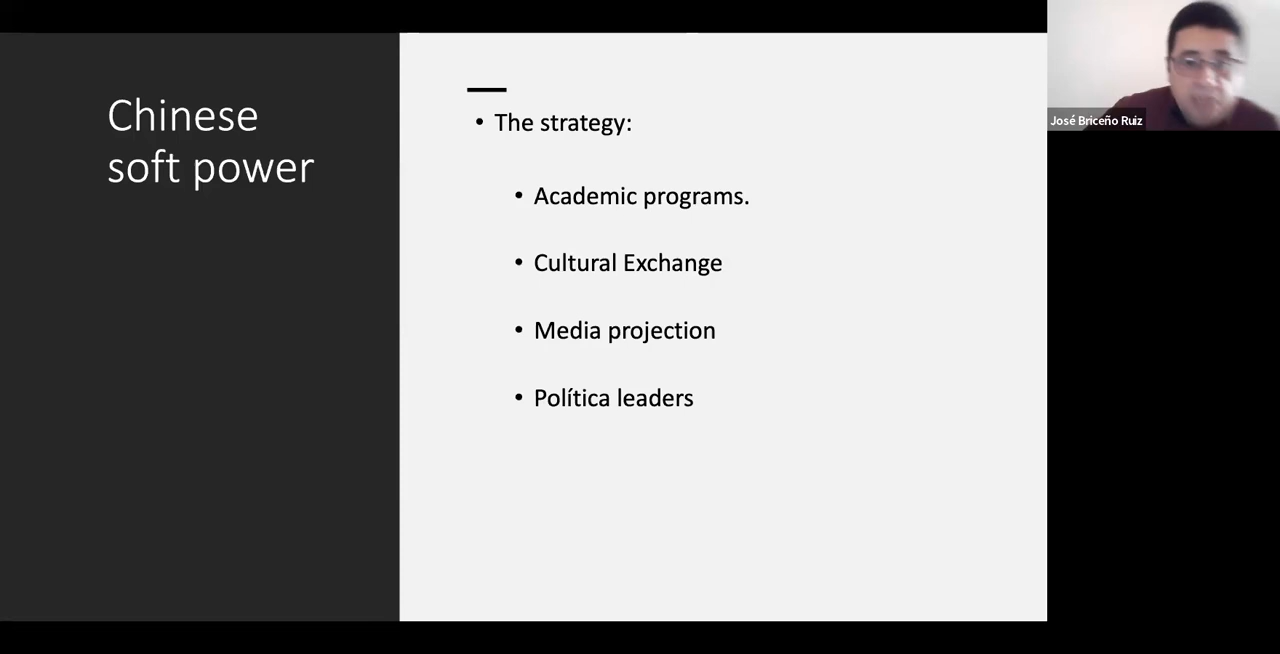 Chinese
soft power
• The strategy:
• Academic programs.
• Cultural Exchange
• Media projection
• Política leaders
José Briceño Ruiz